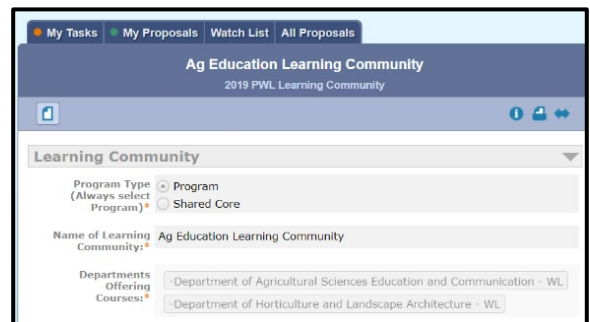 My Tasks My Proposals Watch List All Proposals
Ag Education Learning Community
2019 PWL Learning Community
Learning Community
Program Type (Always select Program)*
Program
Shared Core
Name of Learning Community:*
Ag Education Learning Community
Departments Offering Courses:*
-Department of Agricultural Sciences Education and Communication - WL
-Department of Horticulture and Landscape Architecture - WL